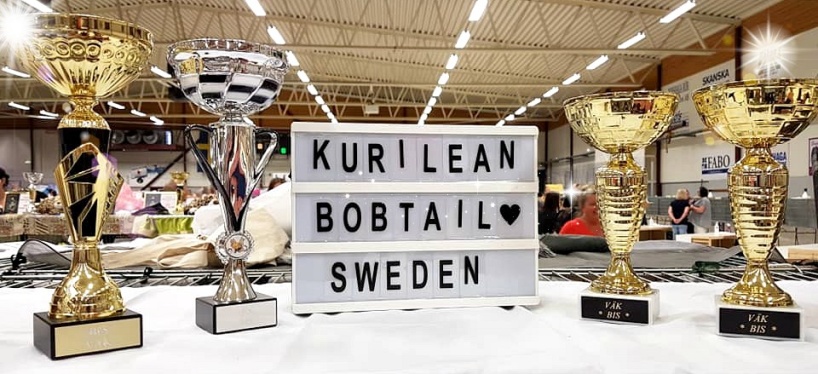 KURILEAN
BOBTAIL♥
SWEDEN
VÄK
BIS
VÄK
• BIS •
SKANSKA
FABO